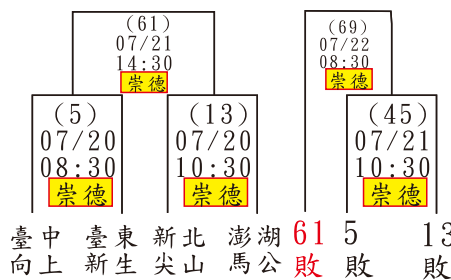 (61)
07/21
14:30
崇德
(69)
07/22
08:30
崇德
(5)
07/20
08:30
崇德
(13)
07/20
10:30
崇德
(45)
07/21
10:30
崇德
臺中
向上
臺東
新生
新北
尖山
澎湖
馬公
61
敗
5
敗
13
敗